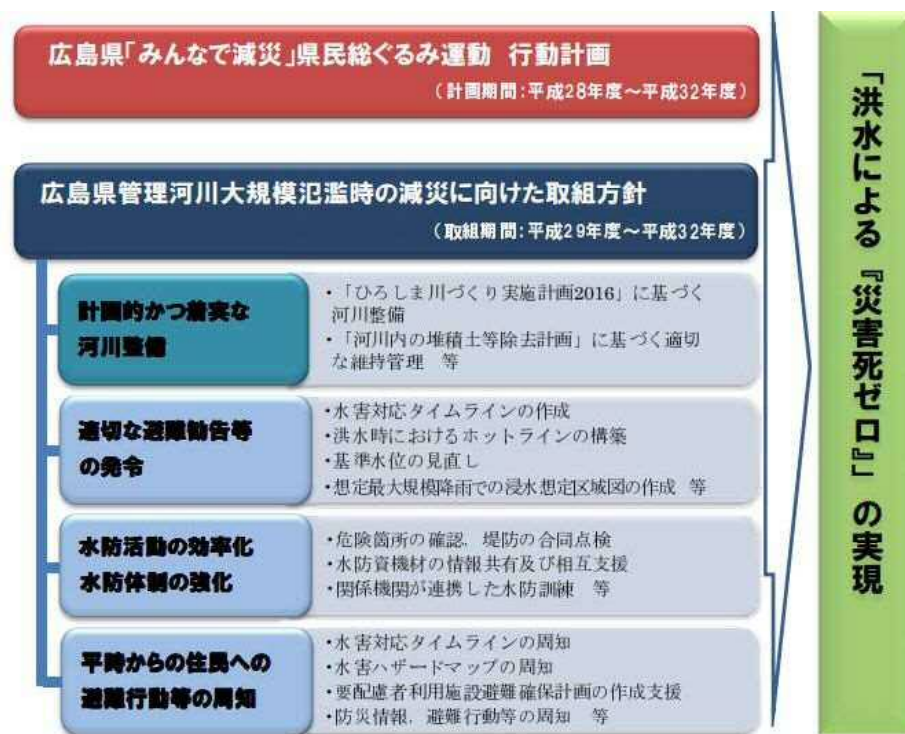 広島県「みんなで減災」県民総ぐるみ運動 行動計画
（計画期間：平成28年度～平成32年度）
広島県管理河川大規模氾濫時の減災に向けた取組方針
（取組期間：平成29年度～平成32年度）
計画的かつ着実な
河川整備
・「ひろしま川づくり実施計画2016」に基づく
河川整備
・「河川内の堆積土等除去計画」に基づく適切
な維持管理 等
適切な避難勧告等
の発令
・水害対応タイムラインの作成
・洪水時におけるホットラインの構築
・基準水位の見直し
・想定最大規模降雨での浸水想定区域図の作成 等
水防活動の効率化
水防体制の強化
・危険箇所の確認，堤防の合同点検
・水防資機材の情報共有及び相互支援
・関係機関が連携した水防訓練 等
平時からの住民への
避難行動等の周知
・水害対応タイムラインの周知
・水害ハザードマップの周知
・要配慮者利用施設避難確保計画の作成支援
・防災情報，避難行動等の周知 等
「洪水による『災害死ゼロ』」の実現